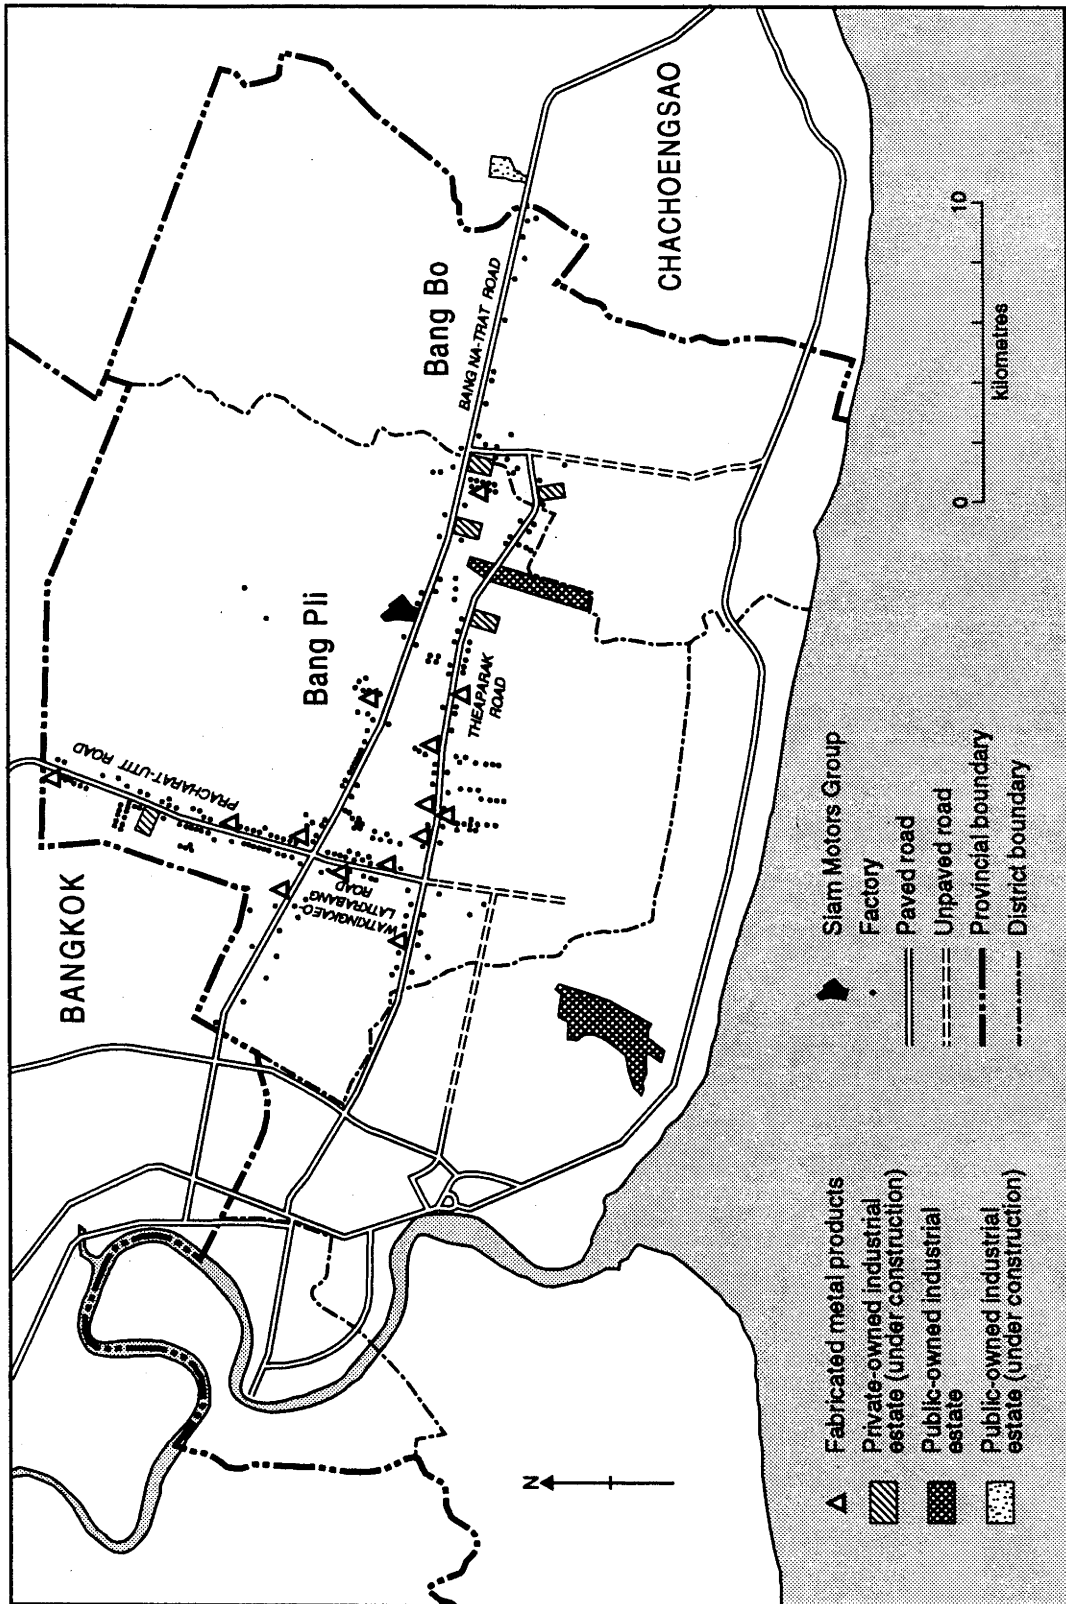 BANGKOK
PRACHARAT-UTIT ROAD
Bang Pli
Bang Bo
BANG NA-TRAT ROAD
CHACHOENGSAO
WATKINGKAEO-
LATKRABANG
ROAD
THEAPARAK
ROAD
N
Fabricated metal products
Private-owned industrial
estate (under construction)
Public-owned industrial
estate
Public-owned industrial
estate (under construction)
Siam Motors Group
Factory
Paved road
Unpaved road
Provincial boundary
District boundary
0
10
kilometres